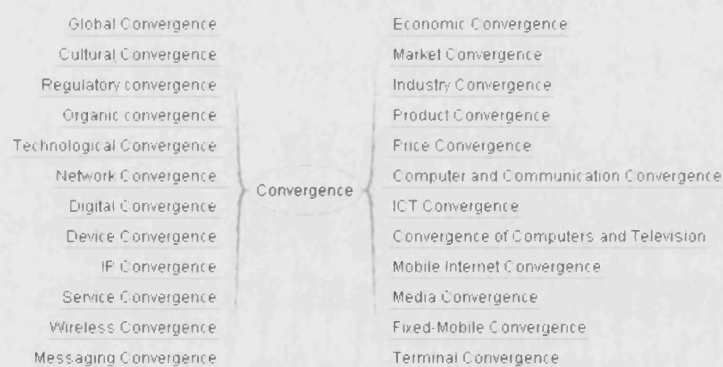 Global Convergence
Cultural Convergence
Regulatory convergence
Organic convergence
Technological Convergence
Network Convergence
Digital Convergence
Device Convergence
IP Convergence
Service Convergence
Wireless Convergence
Messaging Convergence
Convergence
Economic Convergence
Market Convergence
Industry Convergence
Product Convergence
Price Convergence
Computer and Communication Convergence
ICT Convergence
Convergence of Computers and Television
Mobile Internet Convergence
Media Convergence
Fixed-Mobile Convergence
Terminal Convergence